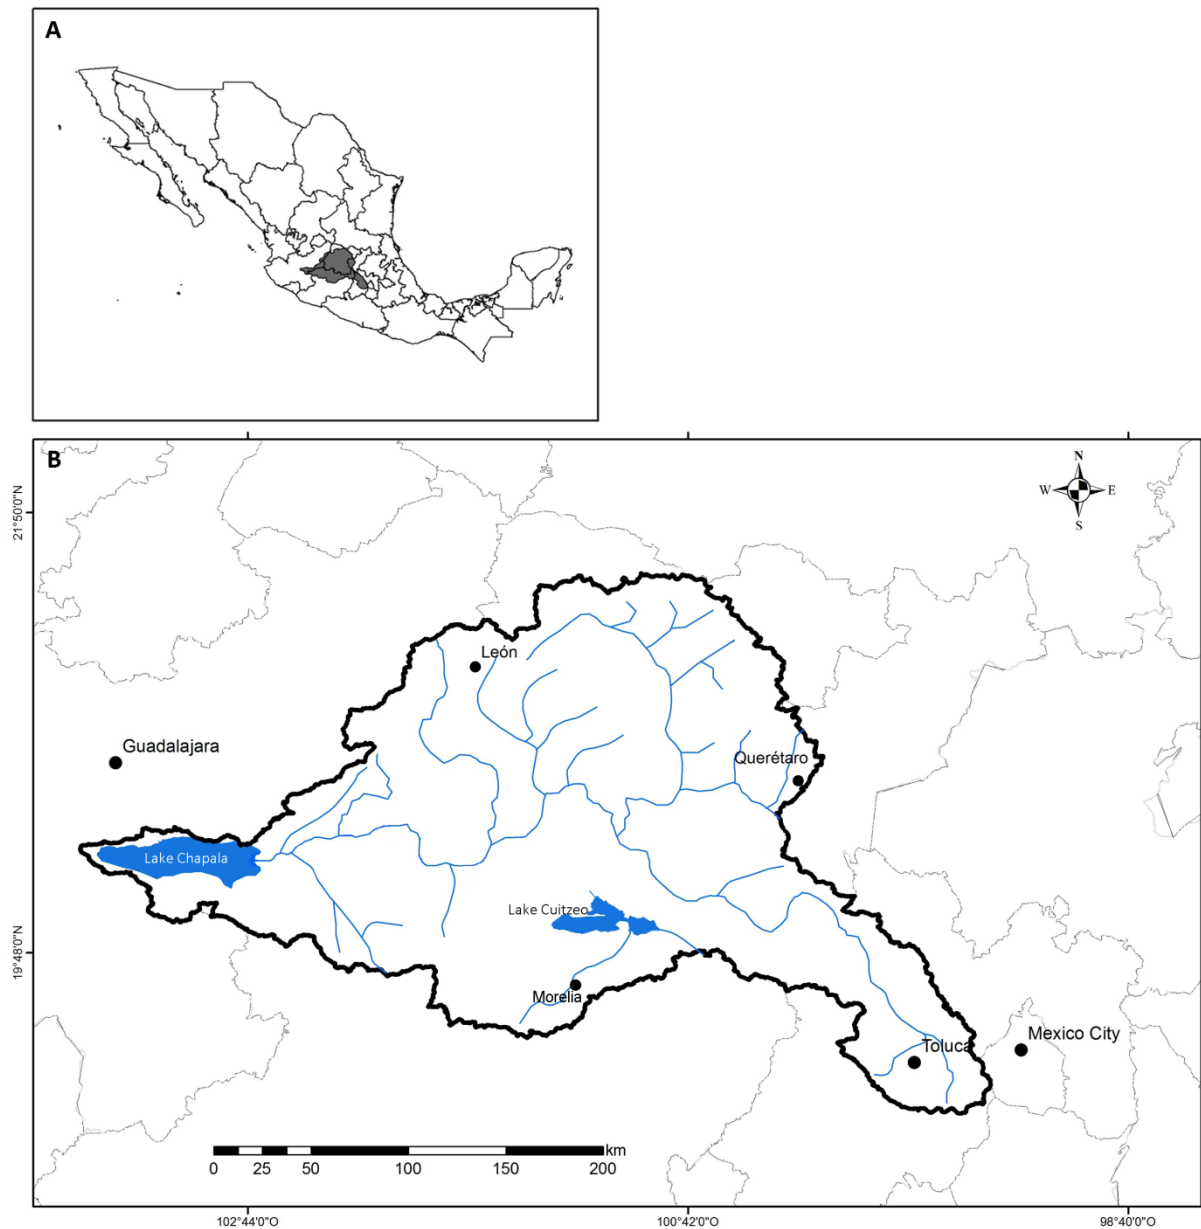 A
B
N
W E
S
21°50'0"N
León
Guadalajara
Querétaro
Lake Chapala
Lake Cuitzeo
19°48'0"N
Morelia
Toluca
Mexico City
km
0 25 50 100 150 200
102°44'0"O 100°42'0"O 98°40'0"O